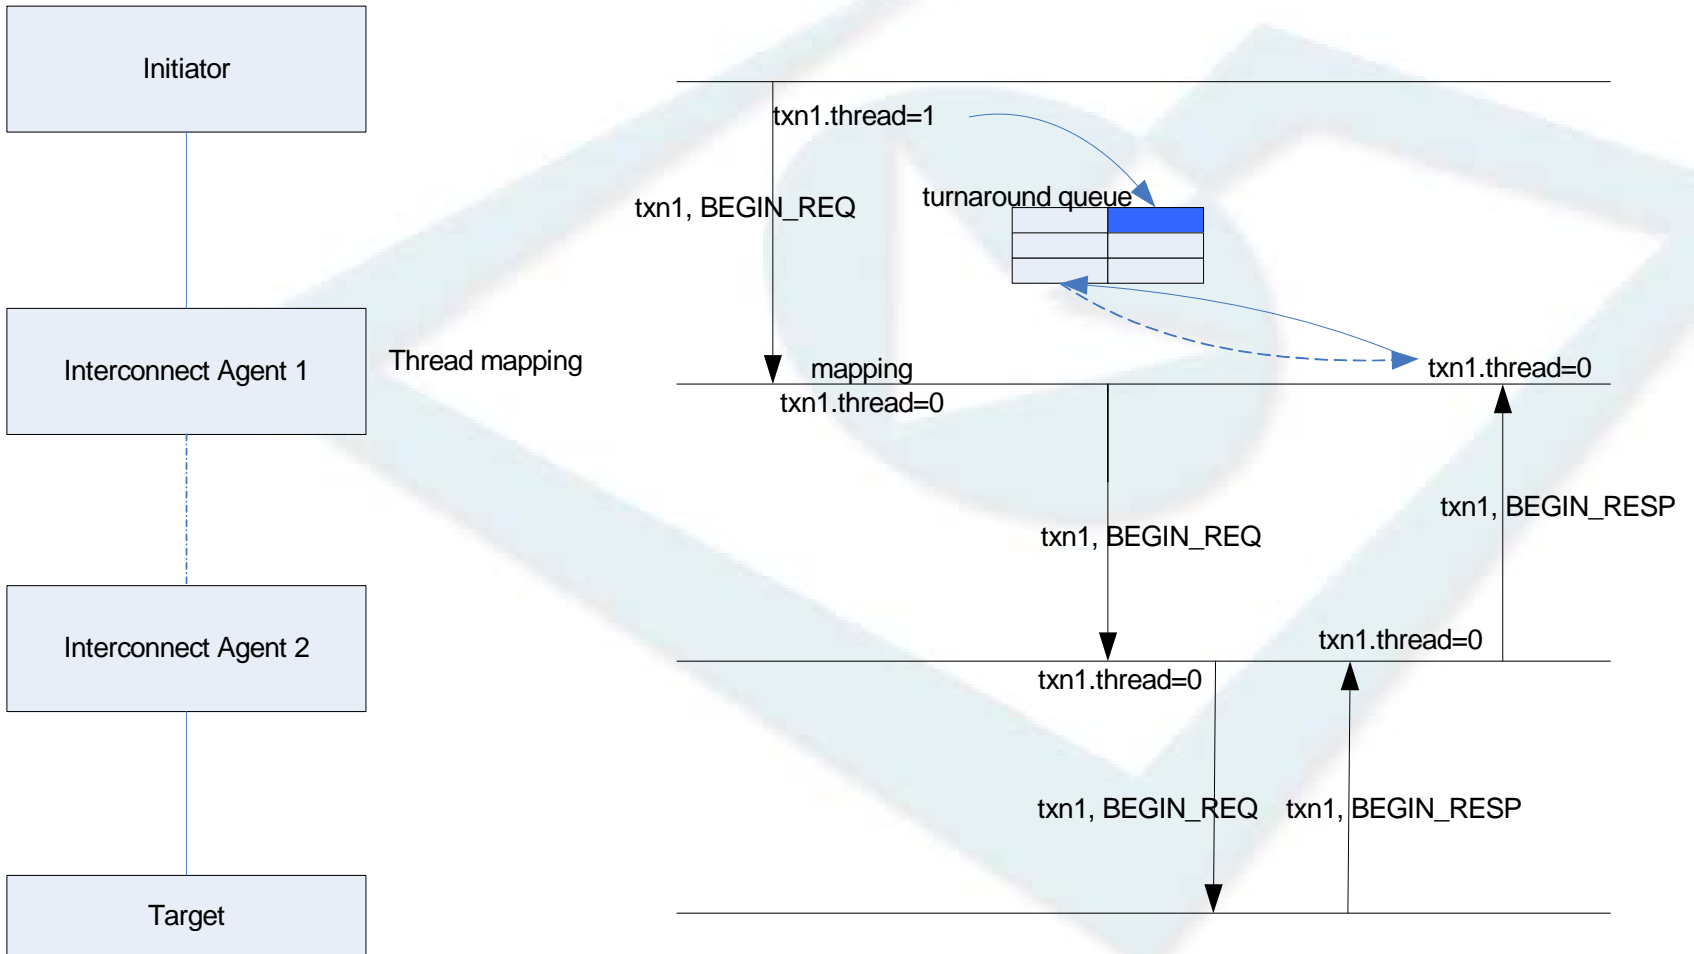 Initiator
txn1.thread=1
turnaround queue
txn1, BEGIN_REQ
Interconnect Agent 1
Thread mapping
mapping
txn1.thread=0
txn1.thread=0
txn1, BEGIN_RESP
txn1, BEGIN_REQ
Interconnect Agent 2
txn1.thread=0
txn1.thread=0
txn1, BEGIN_REQ
txn1, BEGIN_RESP
Target